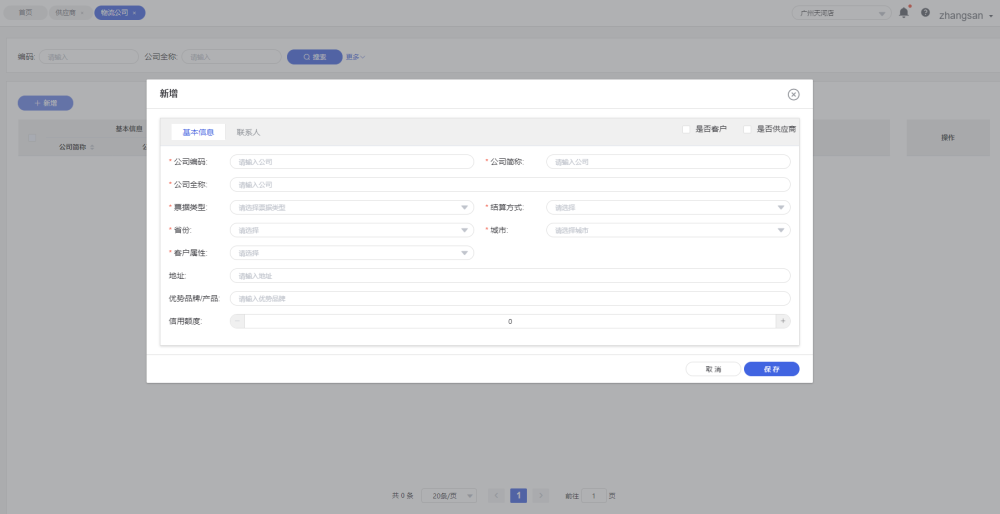 首页 供应商 × 物流公司 × 广州天河店 zhangsan
编码: 请输入 公司全称: 请输入 搜索 更多
+ 新增
基本信息 操作
公司简称
新增
基本信息 联系人 是否客户 是否供应商
* 公司编码: 请输入公司 * 公司简称: 请输入公司
* 公司全称: 请输入公司
* 票据类型: 请选择票据类型 * 结算方式: 请选择
* 省份: 请选择 * 城市: 请选择城市
* 客户属性: 请选择
地址: 请输入地址
优势品牌/产品: 请输入优势品牌
信用额度: - 0 +
取消 保存
共 0 条 20条/页 < 1 > 前往 1 页